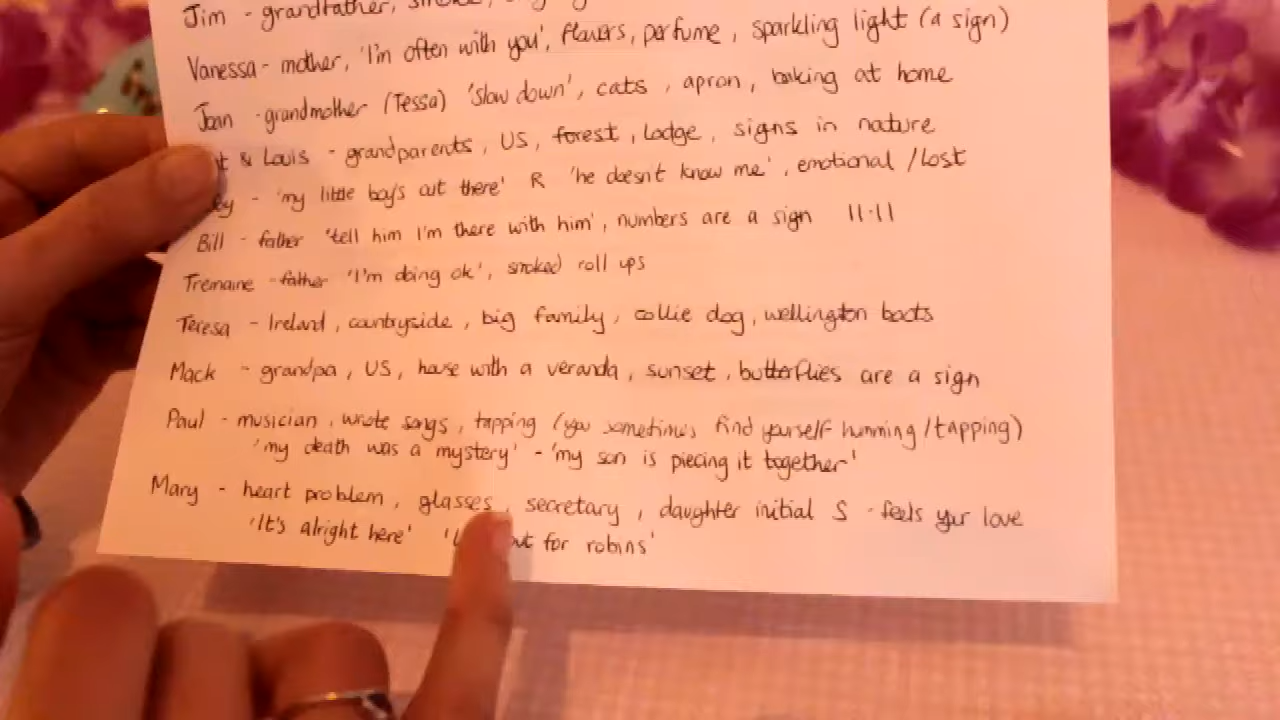 Jim - grandfather,
Vanessa - mother, 'I'm often with you', flowers, perfume, sparkling light (a sign)
Joan - grandmother (Tessa) 'slow down', cats, apron, baking at home
& Louis - grandparents, US, forest, Lodge, signs in nature
- 'my little boy's out there' R 'he doesn't know me', emotional / Lost
Bill - father 'tell him I'm there with him', numbers are a sign 11·11
Tremaine - father 'I'm doing ok', smoked roll ups
Teresa - Ireland, countryside, big family, collie dog, wellington boots
Mack - grandpa, US, house with a veranda, sunset, butterflies are a sign
Paul - musician, wrote songs, tapping (you sometimes find yourself humming/tapping)
'my death was a mystery' - 'my son is piecing it together'
Mary - heart problem, glasses, secretary, daughter initial S - feels your love
'It's alright here' for robins'